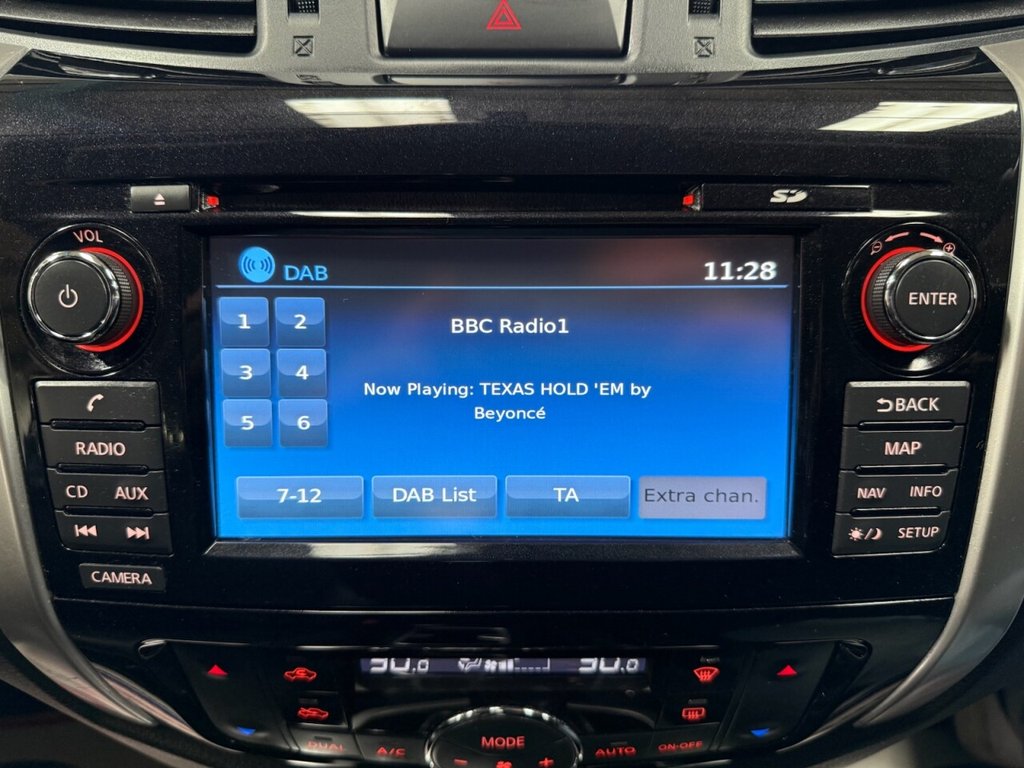 SD
VOL
DAB
11:28
ENTER
1 2
BBC Radio1
3 4
Now Playing: TEXAS HOLD 'EM by
Beyoncé
5 6
BACK
RADIO
MAP
CD AUX
NAV INFO
7-12 DAB List TA Extra chan.
SETUP
CAMERA
MODE
DUAL A/C AUTO ON·OFF